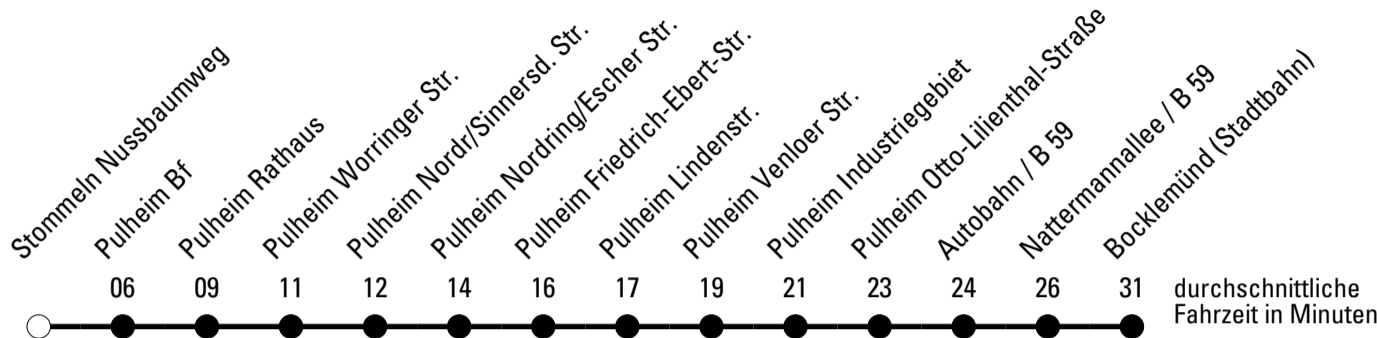 Stommeln Nussbaumweg
Pulheim Bf
Pulheim Rathaus
Pulheim Worringer Str.
Pulheim Nordr/Sinnersd. Str.
Pulheim Nordring/Escher Str.
Pulheim Friedrich-Ebert-Str.
Pulheim Lindenstr.
Pulheim Venloer Str.
Pulheim Industriegebiet
Pulheim Otto-Lilienthal-Straße
Autobahn / B 59
Nattermannallee / B 59
Bocklemünd (Stadtbahn)
06 09 11 12 14 16 17 19 21 23 24 26 31
durchschnittliche
Fahrzeit in Minuten